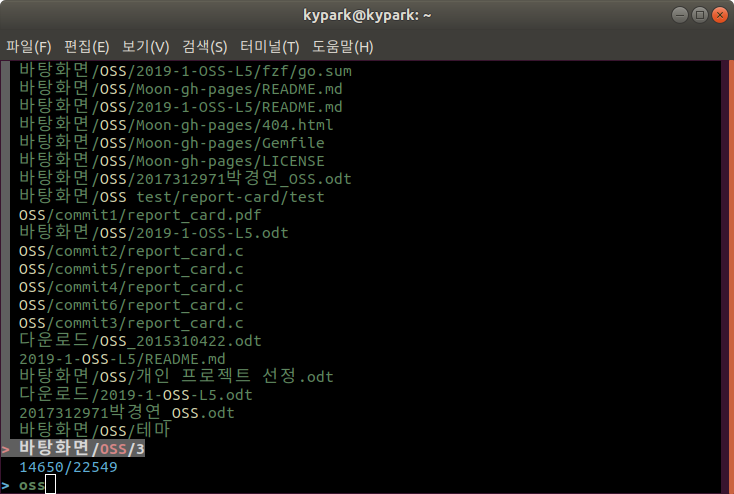 kypark@kypark: ~
파일(F) 편집(E) 보기(V) 검색(S) 터미널(T) 도움말(H)
바탕화면/OSS/2019-1-OSS-L5/fzf/go.sum
바탕화면/OSS/Moon-gh-pages/README.md
바탕화면/OSS/2019-1-OSS-L5/README.md
바탕화면/OSS/Moon-gh-pages/404.html
바탕화면/OSS/Moon-gh-pages/Gemfile
바탕화면/OSS/Moon-gh-pages/LICENSE
바탕화면/OSS/2017312971박경연_OSS.odt
바탕화면/OSS test/report-card/test
OSS/commit1/report_card.pdf
바탕화면/OSS/2019-1-OSS-L5.odt
OSS/commit2/report_card.c
OSS/commit5/report_card.c
OSS/commit4/report_card.c
OSS/commit6/report_card.c
OSS/commit3/report_card.c
다운로드/OSS_2015310422.odt
2019-1-OSS-L5/README.md
바탕화면/OSS/개인 프로젝트 선정.odt
다운로드/2019-1-OSS-L5.odt
2017312971박경연_OSS.odt
바탕화면/OSS/테마
> 바탕화면/OSS/3
14650/22549
> oss